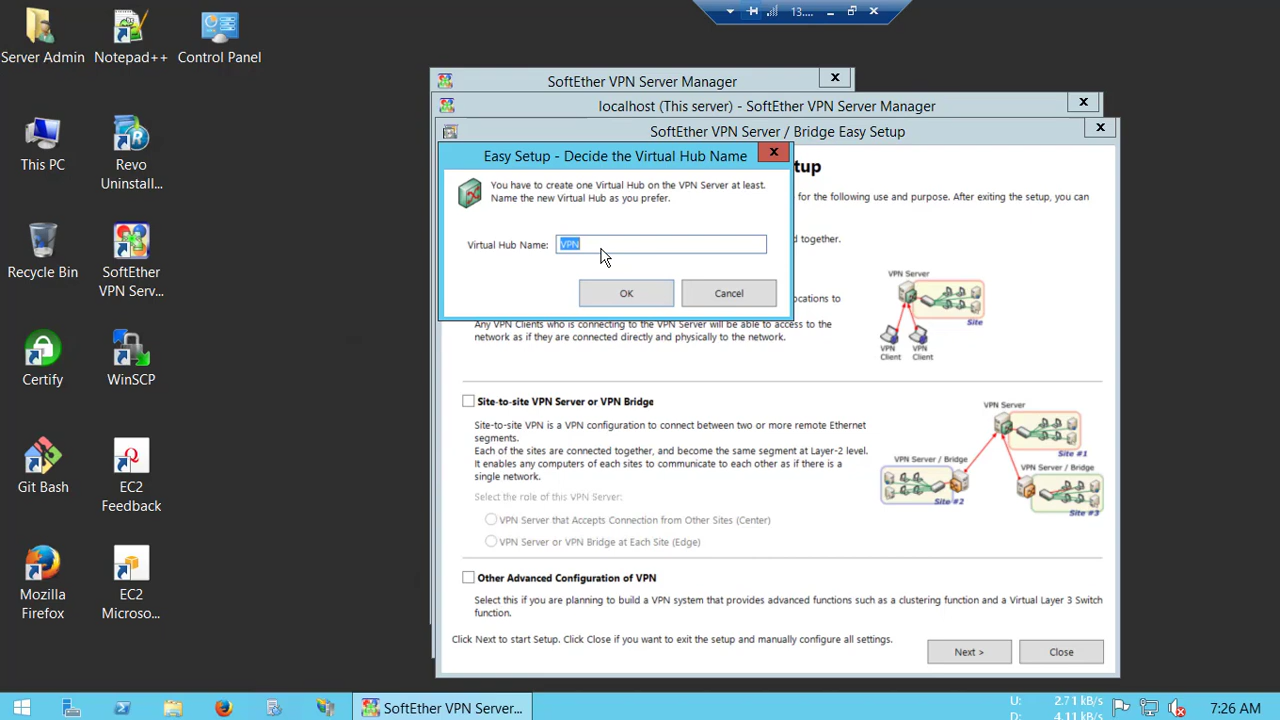 13....
Server Admin
Notepad++
Control Panel
This PC
Revo
Uninstall...
Recycle Bin
SoftEther
VPN Serv...
Certify
WinSCP
Git Bash
EC2
Feedback
Mozilla
Firefox
EC2
Microso...
SoftEther VPN Server Manager
localhost (This server) - SoftEther VPN Server Manager
SoftEther VPN Server / Bridge Easy Setup
Easy Setup - Decide the Virtual Hub Name
You have to create one Virtual Hub on the VPN Server at least.
Name the new Virtual Hub as you prefer.
Virtual Hub Name: VPN
OK
Cancel
tup
for the following use and purpose. After exiting the setup, you can
d together.
ocations to
Any VPN Clients who is connecting to the VPN Server will be able to access to the
network as if they are connected directly and physically to the network.
VPN Server
Site
VPN
Client
VPN
Client
Site-to-site VPN Server or VPN Bridge
Site-to-site VPN is a VPN configuration to connect between two or more remote Ethernet
segments.
Each of the sites are connected together, and become the same segment at Layer-2 level.
It enables any computers of each sites to communicate to each other as if there is a
single network.
Select the role of this VPN Server:
VPN Server that Accepts Connection from Other Sites (Center)
VPN Server or VPN Bridge at Each Site (Edge)
VPN Server
Site #1
VPN Server / Bridge
VPN Server / Bridge
Site #2
Site #3
Other Advanced Configuration of VPN
Select this if you are planning to build a VPN system that provides advanced functions such as a clustering function and a Virtual Layer 3 Switch
function.
Click Next to start Setup. Click Close if you want to exit the setup and manually configure all settings.
Next >
Close
SoftEther VPN Server...
U: 2.71 kB/s
D: 4.11 kB/s
7:26 AM